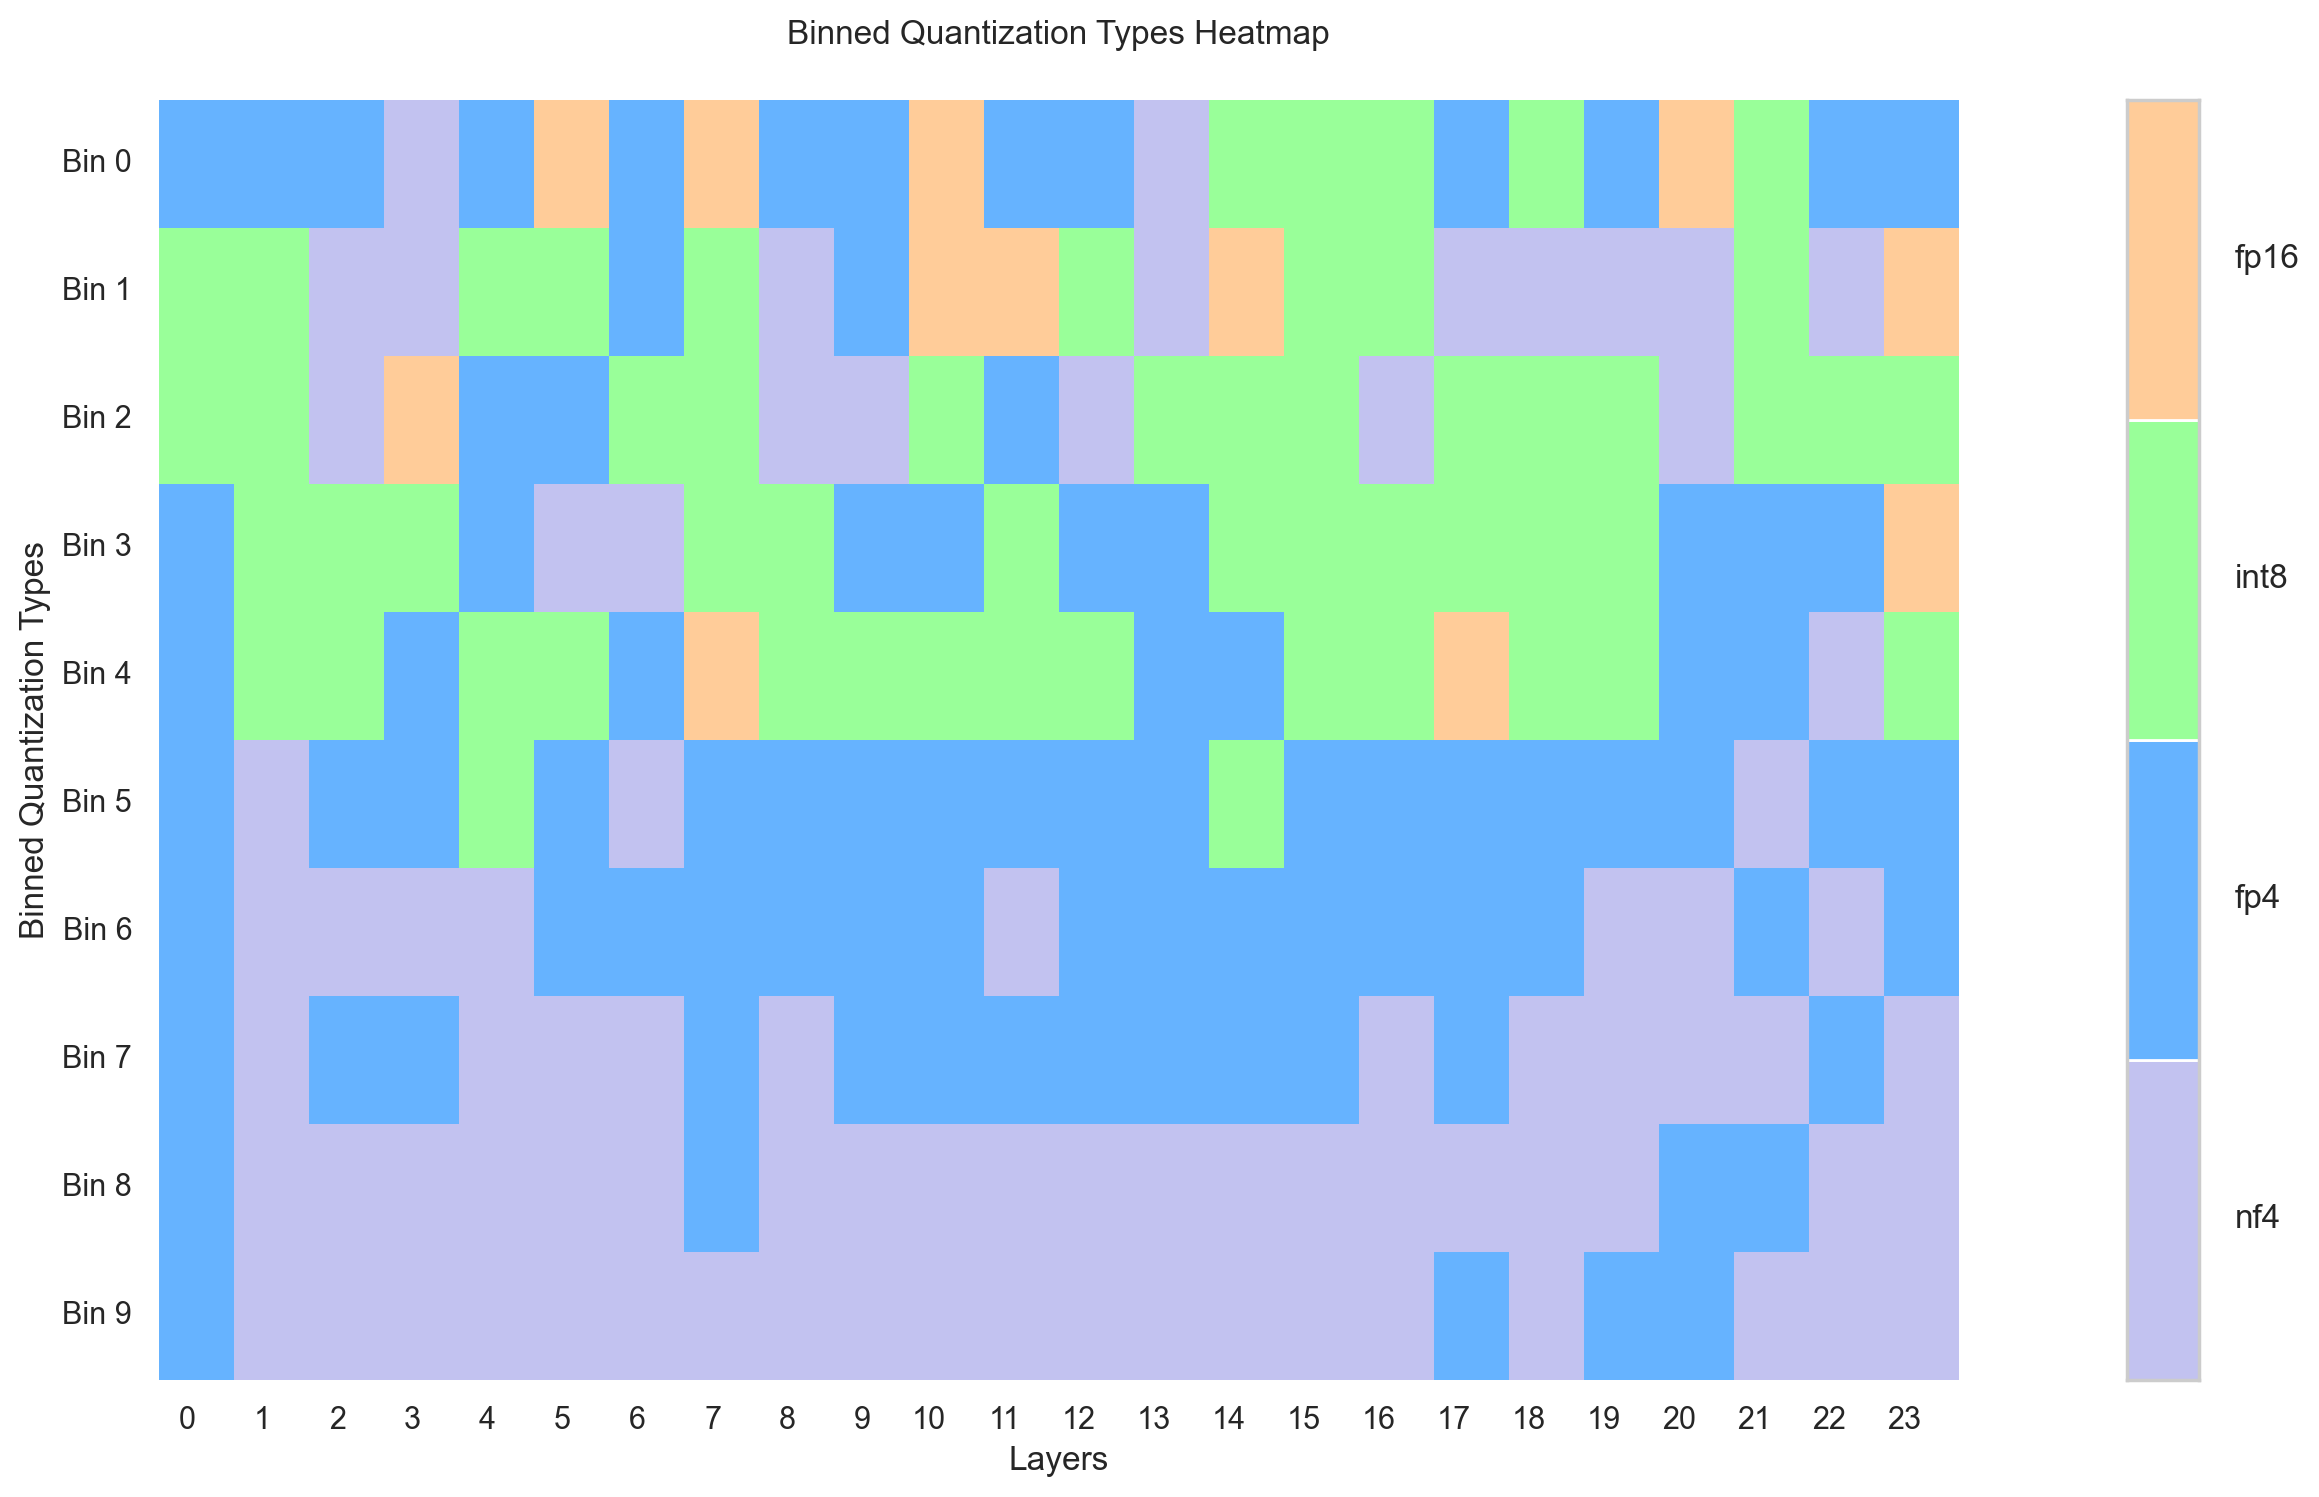 Binned Quantization Types Heatmap
Binned Quantization Types
Bin 0
Bin 1
Bin 2
Bin 3
Bin 4
Bin 5
Bin 6
Bin 7
Bin 8
Bin 9
0 1 2 3 4 5 6 7 8 9 10 11 12 13 14 15 16 17 18 19 20 21 22 23
Layers
fp16
int8
fp4
nf4